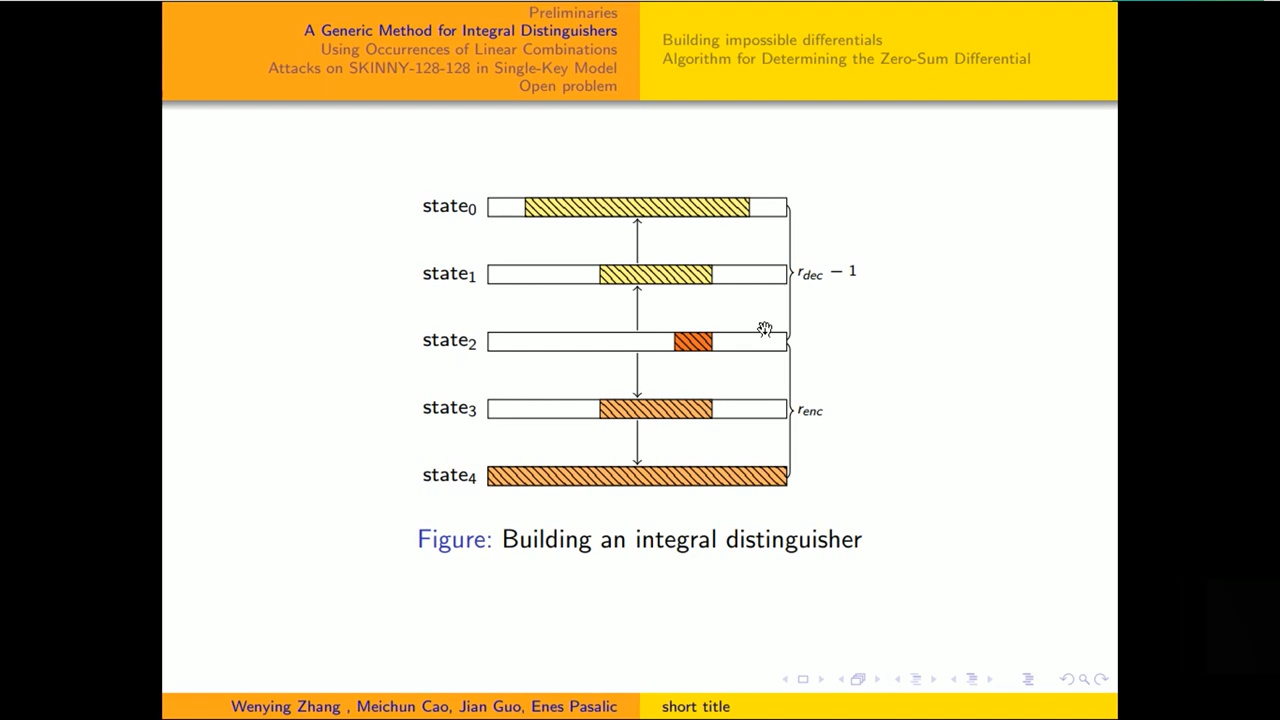 Preliminaries
A Generic Method for Integral Distinguishers
Using Occurrences of Linear Combinations
Attacks on SKINNY-128-128 in Single-Key Model
Open problem
Building impossible differentials
Algorithm for Determining the Zero-Sum Differential
state₀
state₁
r_dec − 1
state₂
state₃
r_enc
state₄
Figure: Building an integral distinguisher
Wenying Zhang , Meichun Cao, Jian Guo, Enes Pasalic
short title